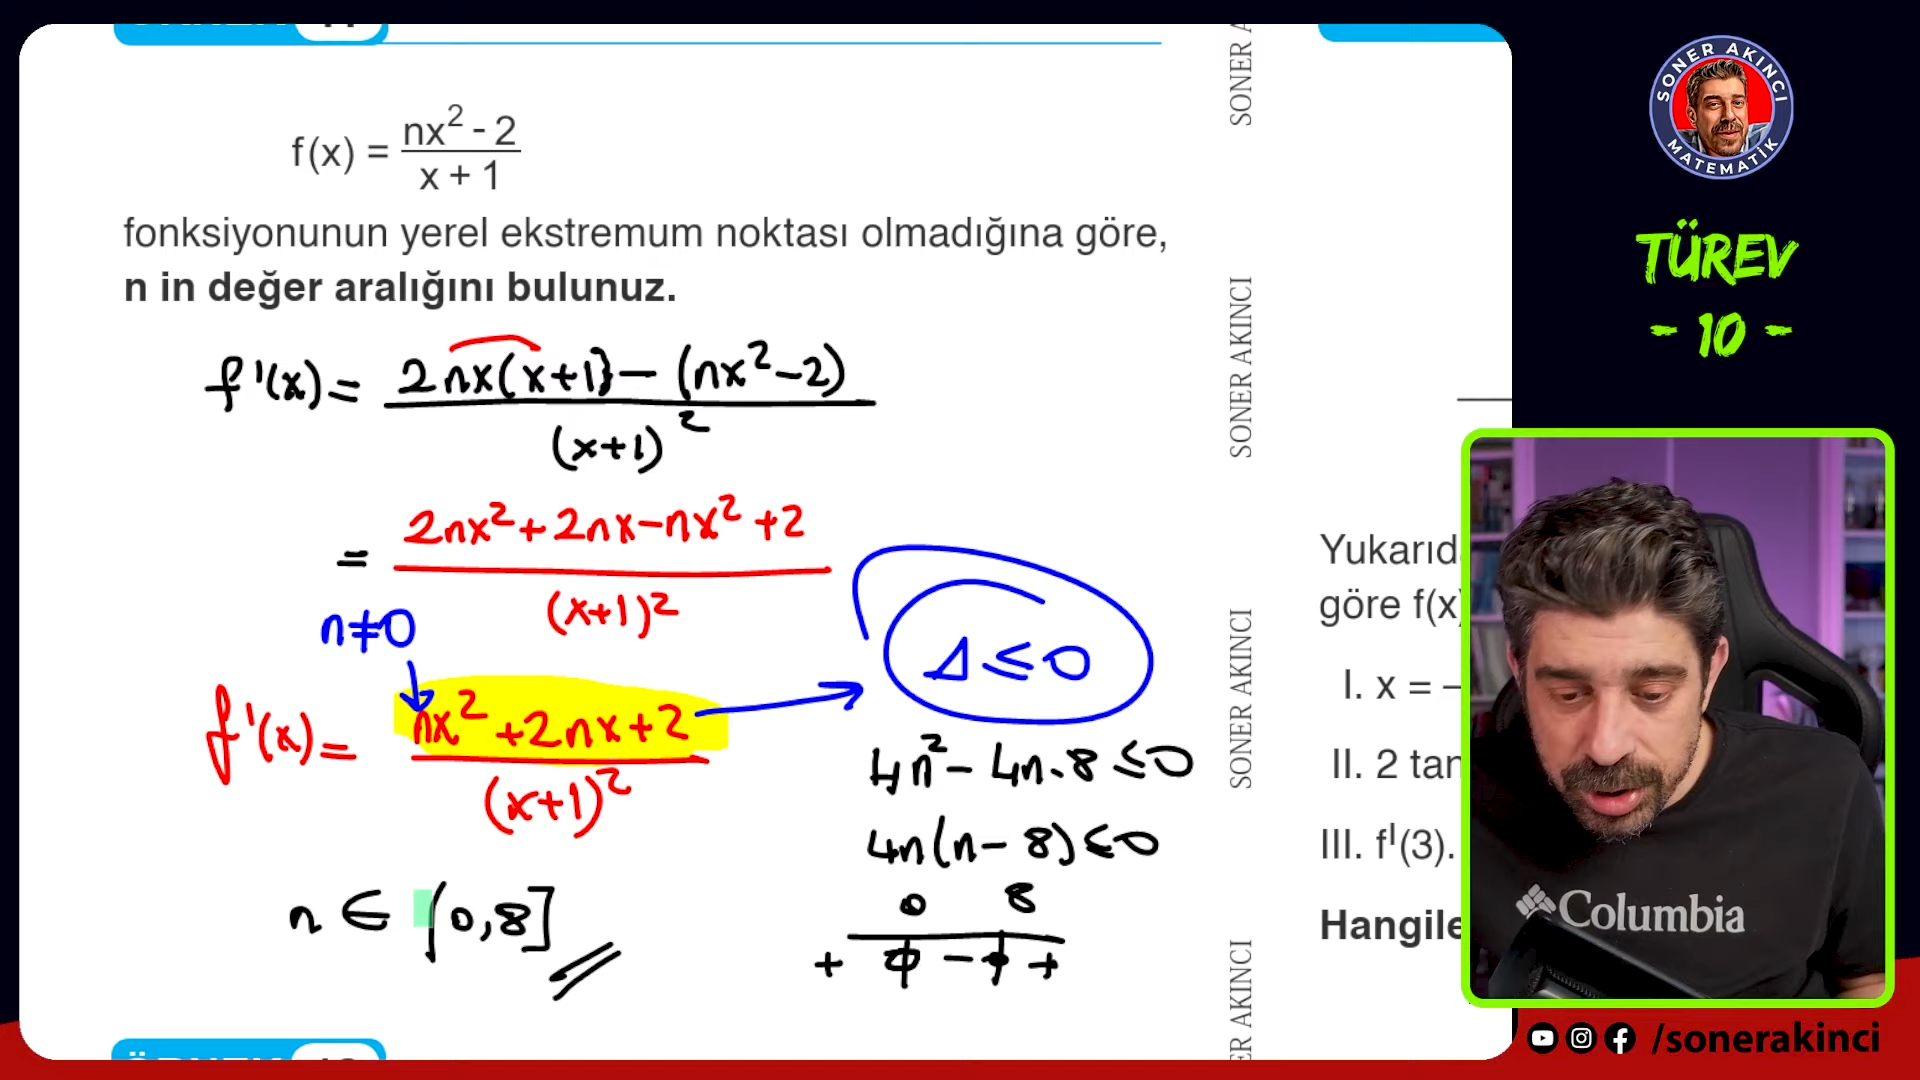 f(x) = nx² - 2 / x + 1
fonksiyonunun yerel ekstremum noktası olmadığına göre,
n in değer aralığını bulunuz.
f'(x) = 2nx(x+1) - (nx²-2) / (x+1)²
= 2nx² + 2nx - nx² + 2 / (x+1)²
n≠0
f'(x) = nx² + 2nx + 2 / (x+1)²
Δ ≤ 0
4n² - 4n.8 ≤ 0
4n(n - 8) ≤ 0
0 8
+ - +
n ∈ [0,8]
SONER AKINCI
SONER AKINCI
SONER AKINCI
Yukarıd
göre f(x)
I. x = –
II. 2 tan
III. f'(3).
Hangile
SONER AKINCI
MATEMATİK
TÜREV
- 10 -
Columbia
/sonerakinci